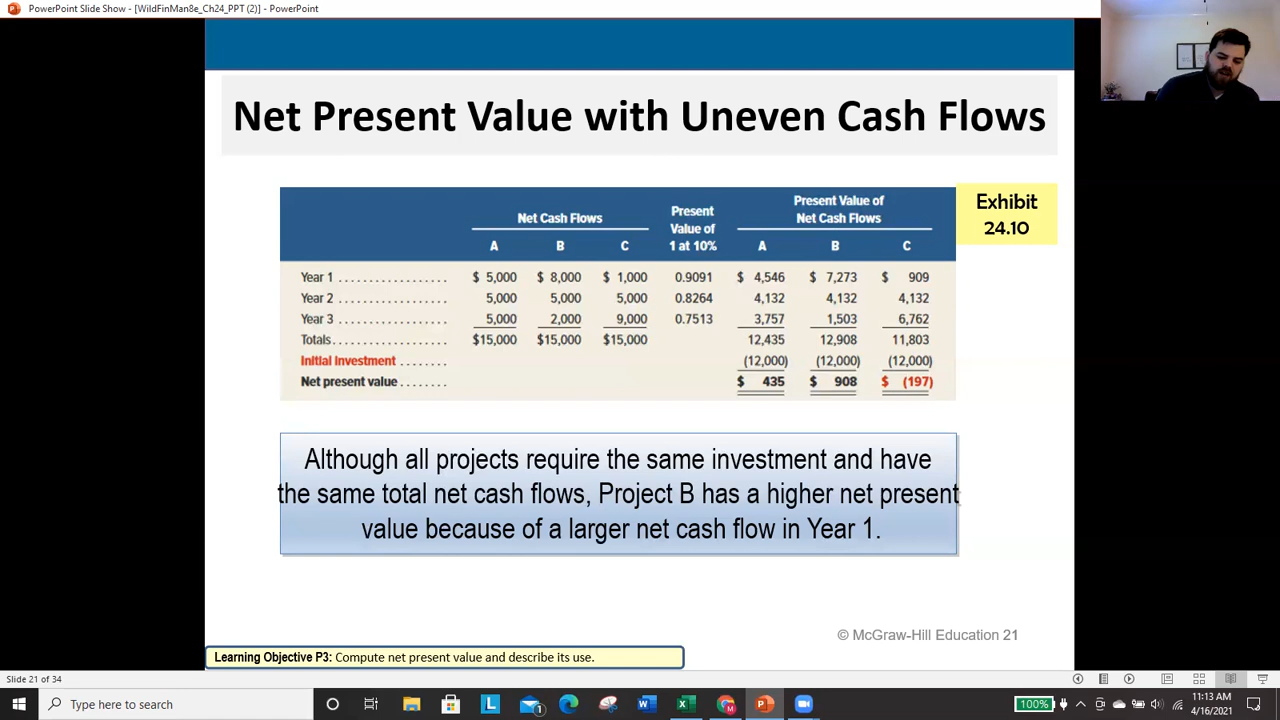 PowerPoint Slide Show - [WildFinMan8e_Ch24_PPT (2)] - PowerPoint
Net Present Value with Uneven Cash Flows
Exhibit
24.10
Net Cash Flows Present Value of 1 at 10% Present Value of Net Cash Flows
A B C A B C
Year 1 . . . . . . . . . . . . . . . . . . . $ 5,000 $ 8,000 $ 1,000 0.9091 $ 4,546 $ 7,273 $ 909
Year 2 . . . . . . . . . . . . . . . . . . . 5,000 5,000 5,000 0.8264 4,132 4,132 4,132
Year 3 . . . . . . . . . . . . . . . . . . . 5,000 2,000 9,000 0.7513 3,757 1,503 6,762
Totals. . . . . . . . . . . . . . . . . . . . $15,000 $15,000 $15,000 12,435 12,908 11,803
Initial investment . . . . . . . . (12,000) (12,000) (12,000)
Net present value . . . . . . . . $ 435 $ 908 $ (197)
Although all projects require the same investment and have
the same total net cash flows, Project B has a higher net present
value because of a larger net cash flow in Year 1.
© McGraw-Hill Education 21
Learning Objective P3: Compute net present value and describe its use.
Slide 21 of 34
Type here to search
100%
11:13 AM
4/16/2021